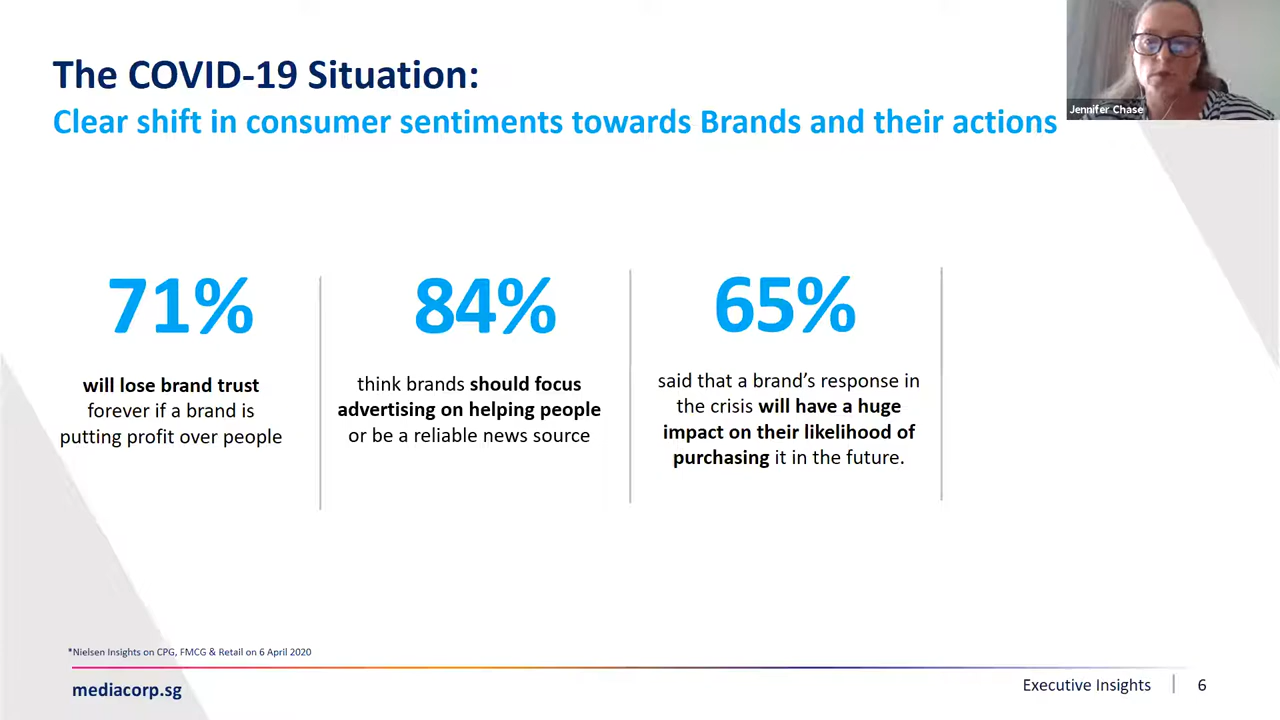 The COVID-19 Situation:
Clear shift in consumer sentiments towards Brands and their actions
Jennifer Chase
71%
will lose brand trust
forever if a brand is
putting profit over people
84%
think brands should focus
advertising on helping people
or be a reliable news source
65%
said that a brand’s response in
the crisis will have a huge
impact on their likelihood of
purchasing it in the future.
*Nielsen Insights on CPG, FMCG & Retail on 6 April 2020
mediacorp.sg
Executive Insights
6